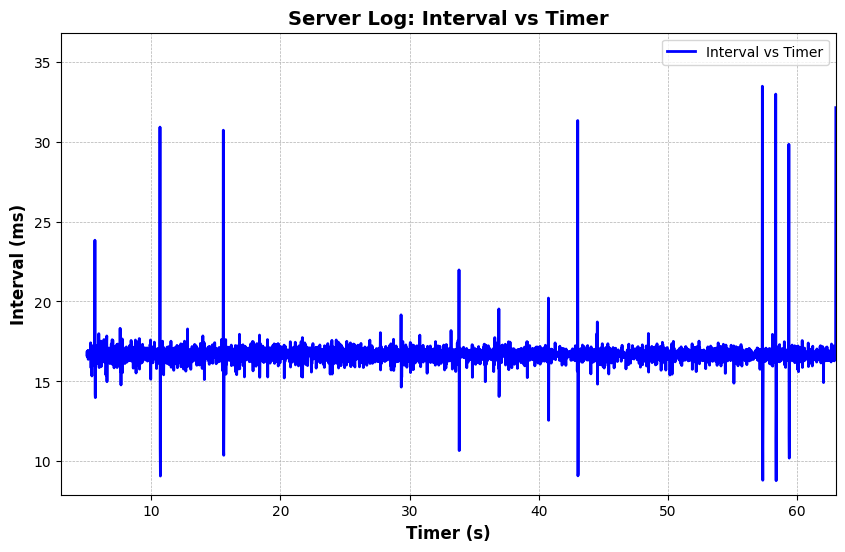 Server Log: Interval vs Timer
Interval vs Timer
Interval (ms)
35
30
25
20
15
10
10 20 30 40 50 60
Timer (s)